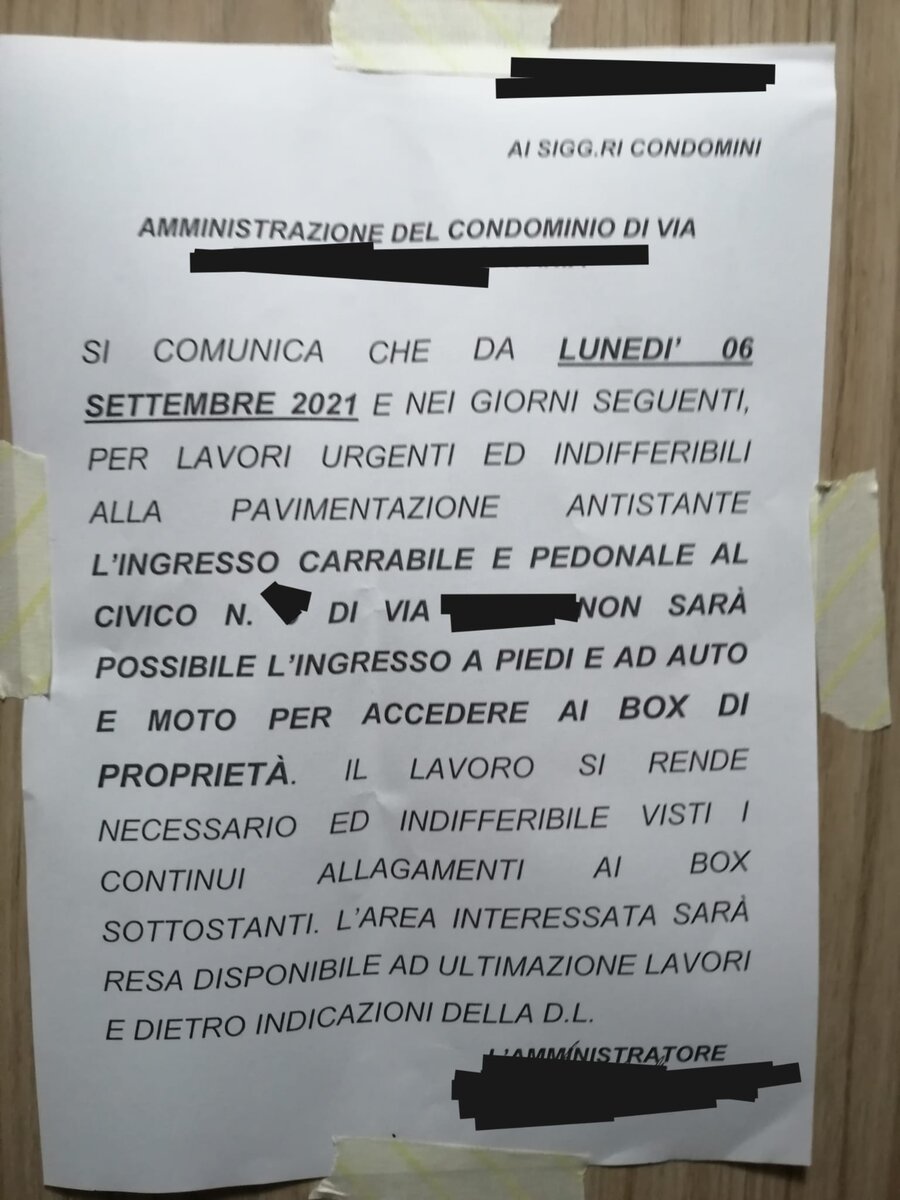 AI SIGG.RI CONDOMINI
AMMINISTRAZIONE DEL CONDOMINIO DI VIA
SI COMUNICA CHE DA LUNEDI' 06
SETTEMBRE 2021 E NEI GIORNI SEGUENTI,
PER LAVORI URGENTI ED INDIFFERIBILI
ALLA PAVIMENTAZIONE ANTISTANTE
L'INGRESSO CARRABILE E PEDONALE AL
CIVICO N. DI VIA NON SARÀ
POSSIBILE L'INGRESSO A PIEDI E AD AUTO
E MOTO PER ACCEDERE AI BOX DI
PROPRIETÀ. IL LAVORO SI RENDE
NECESSARIO ED INDIFFERIBILE VISTI I
CONTINUI ALLAGAMENTI AI BOX
SOTTOSTANTI. L'AREA INTERESSATA SARÀ
RESA DISPONIBILE AD ULTIMAZIONE LAVORI
E DIETRO INDICAZIONI DELLA D.L.
L'AMMINISTRATORE